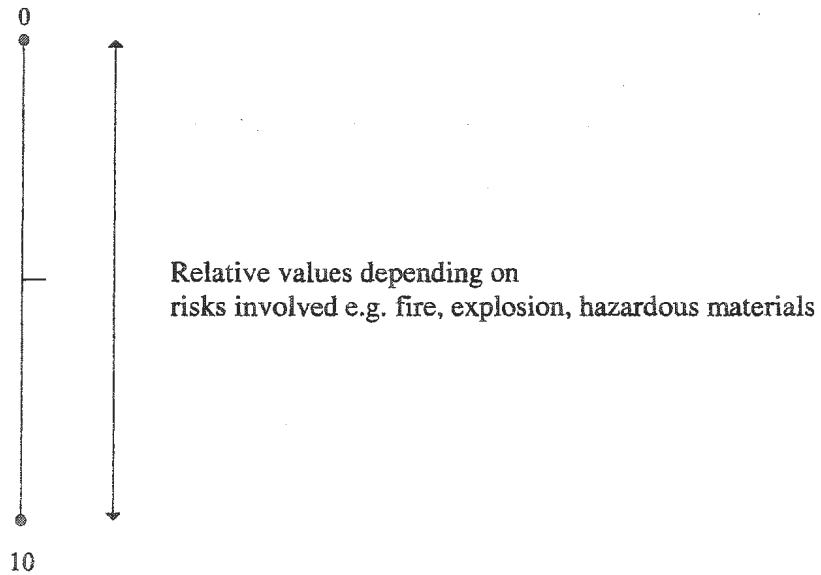 0
Relative values depending on
risks involved e.g. fire, explosion, hazardous materials
10